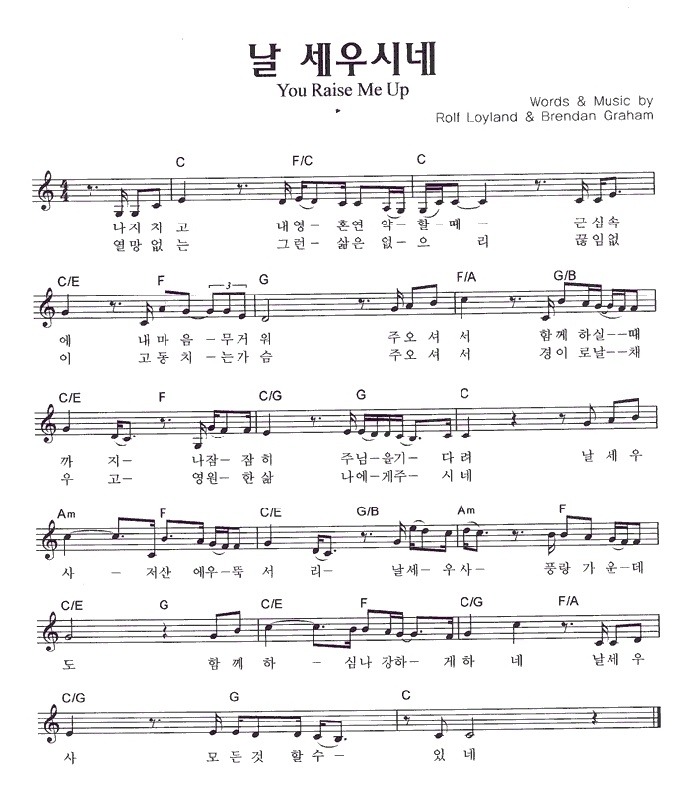 날 세우시네
You Raise Me Up
Words & Music by
Rolf Loyland & Brendan Graham
C F/C C
나지치고 내영-혼연 약-할-때- 근심속
열망없는 그런-삶은없-으-리 끊임없
C/E F G F/A G/B
3
에 내마음-무거워 주오셔서 함께하실--때
이 고동치-는가슴 주오셔서 경이로날--채
C/E F C/G G C
까 지- 나잠-잠히 주님-을기-다려 날세우
우 고- 영원-한삶 나에-게주-시네
Am F C/E G/B Am F
사 - 저산 에우-뚝서리- 날세-우사- 풍랑가운-데
C/E G C/E F C/G F/A
도 함께하 -심나강하-게하네 날세우
C/G G C
사 모든것할수- 있네